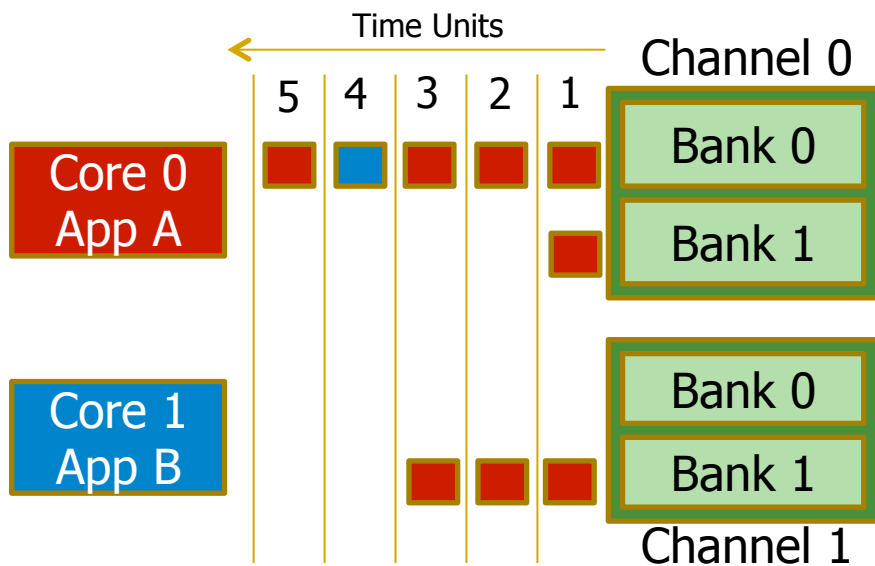 Time Units
Channel 0
5 4 3 2 1
Core 0
App A
Bank 0
Bank 1
Core 1
App B
Bank 0
Bank 1
Channel 1